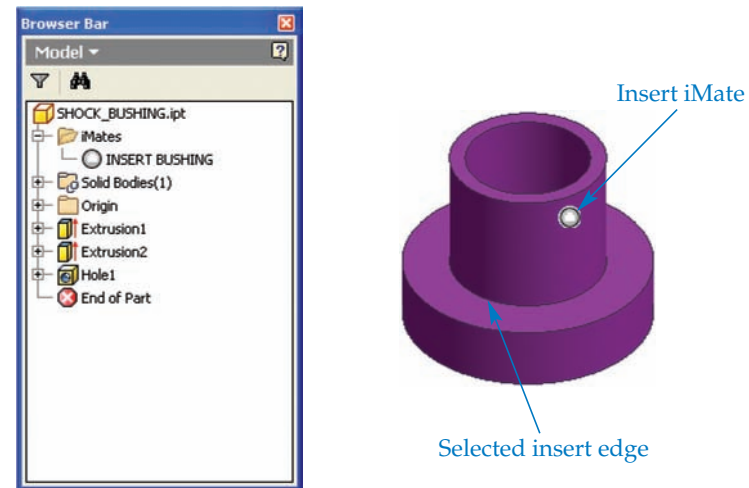 Browser Bar
Model
SHOCK_BUSHING.ipt
iMates
INSERT BUSHING
Solid Bodies(1)
Origin
Extrusion1
Extrusion2
Hole1
End of Part
Insert iMate
Selected insert edge